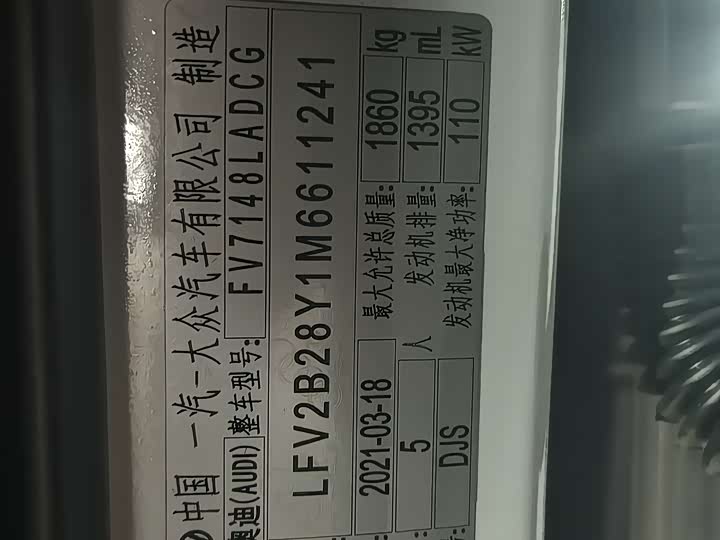 中国 一汽-大众汽车有限公司 制造
奥迪(AUDI) 整车型号: FV7148LADCG
LFV2B28Y1M6611241
2021-03-18 最大允许总质量: 1860 kg
5 人 发动机排量: 1395 mL
DJS 发动机最大净功率: 110 kW